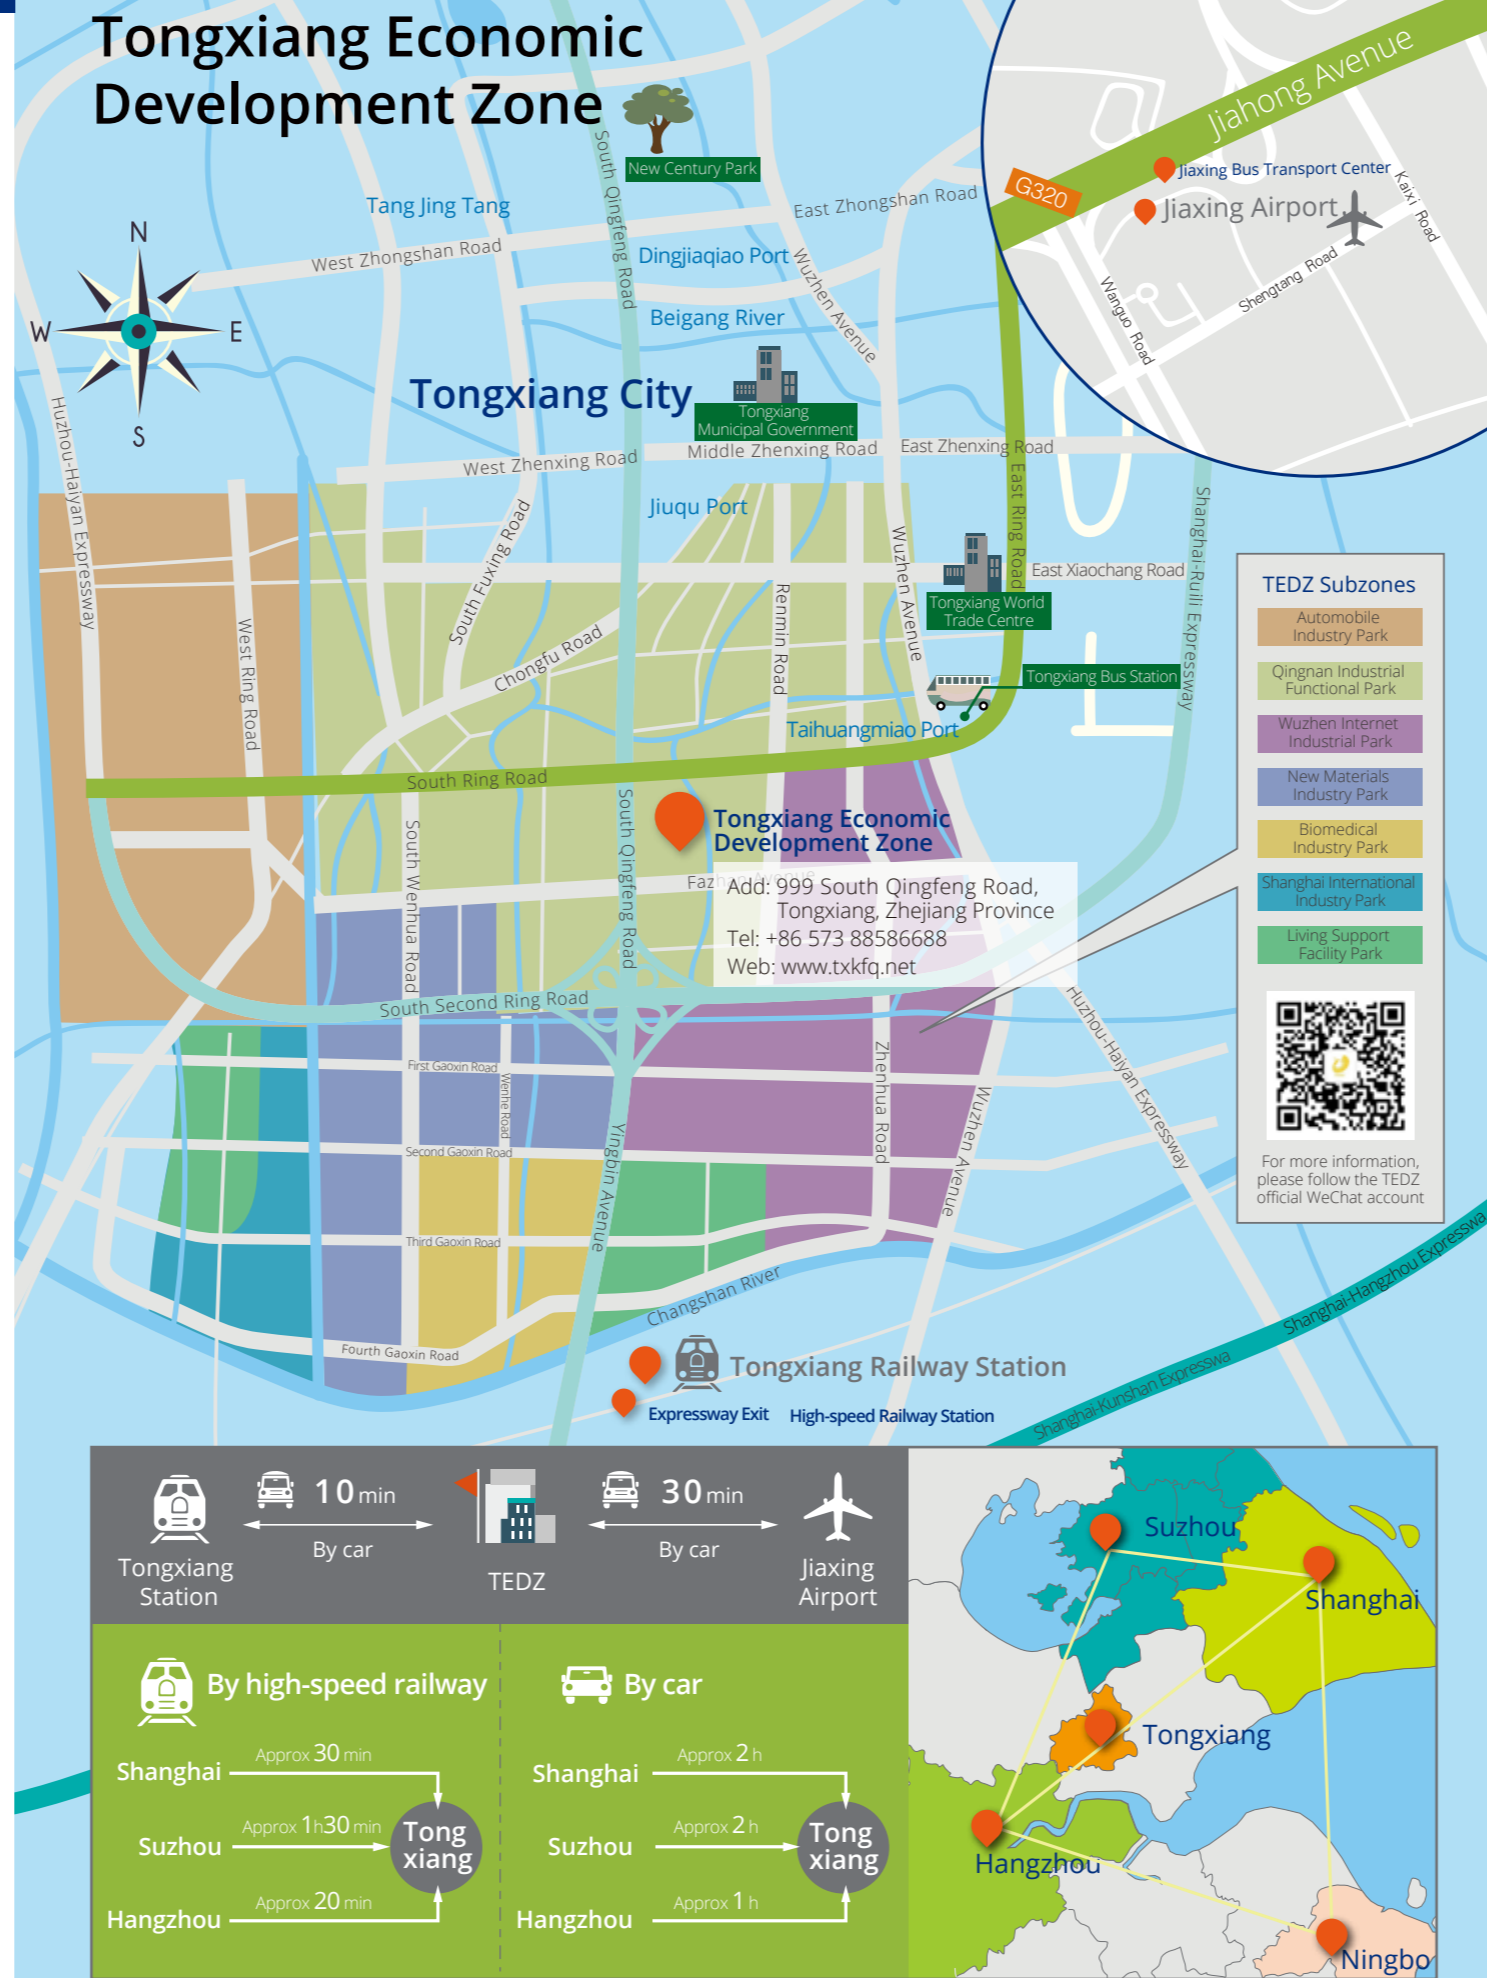 Tongxiang Economic
Development Zone
New Century Park
Tang Jing Tang
South Qingfeng Road
East Zhongshan Road
West Zhongshan Road
Dingjiaqiao Port
Wuzhen Avenue
Beigang River
N
W
E
S
Tongxiang City
Tongxiang
Municipal Government
Middle Zhenxing Road
East Zhenxing Road
West Zhenxing Road
Jiahong Avenue
G320
Jiaxing Bus Transport Center
Jiaxing Airport
Kaixi Road
Shengtang Road
Wanguo Road
Huzhou-Haiyan Expressway
Jiuqu Port
East Ring Road
Shanghai-Ruili Expressway
South Fuxing Road
Wuzhen Avenue
East Xiaochang Road
Tongxiang World
Trade Centre
Renmin Road
West Ring Road
Chongfu Road
Tongxiang Bus Station
Taihuangmiao Port
South Ring Road
TEDZ Subzones
Automobile
Industry Park
Qingnan Industrial
Functional Park
Wuzhen Internet
Industrial Park
New Materials
Industry Park
Biomedical
Industry Park
Shanghai International
Industry Park
Living Support
Facility Park
For more information,
please follow the TEDZ
official WeChat account
South Wenhua Road
South Qingfeng Road
Tongxiang Economic
Development Zone
Fazhan Avenue
Add: 999 South Qingfeng Road,
Tongxiang, Zhejiang Province
Tel: +86 573 88586688
Web: www.txkfq.net
South Second Ring Road
Huzhou-Haiyan Expressway
First Gaoxin Road
Wenhe Road
Zhenhua Road
Wuzhen Avenue
Second Gaoxin Road
Yingbin Avenue
Third Gaoxin Road
Changshan River
Fourth Gaoxin Road
Shanghai-Hangzhou Expresswa
Shanghai-Kunshan Expresswa
Tongxiang Railway Station
Expressway Exit
High-speed Railway Station
10 min
By car
30 min
By car
Tongxiang
Station
TEDZ
Jiaxing
Airport
By high-speed railway
Shanghai
Approx 30 min
Suzhou
Approx 1h30 min
Hangzhou
Approx 20 min
Tong
xiang
By car
Shanghai
Approx 2 h
Suzhou
Approx 2 h
Hangzhou
Approx 1 h
Tong
xiang
Suzhou
Shanghai
Tongxiang
Hangzhou
Ningbo